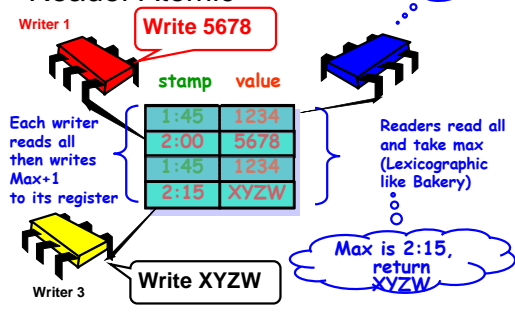 Writer 1
Write 5678
stamp value
1:45 1234
2:00 5678
1:45 1234
2:15 XYZW
Each writer
reads all
then writes
Max+1
to its register
Readers read all
and take max
(Lexicographic
like Bakery)
Max is 2:15,
return
XYZW
Write XYZW
Writer 3